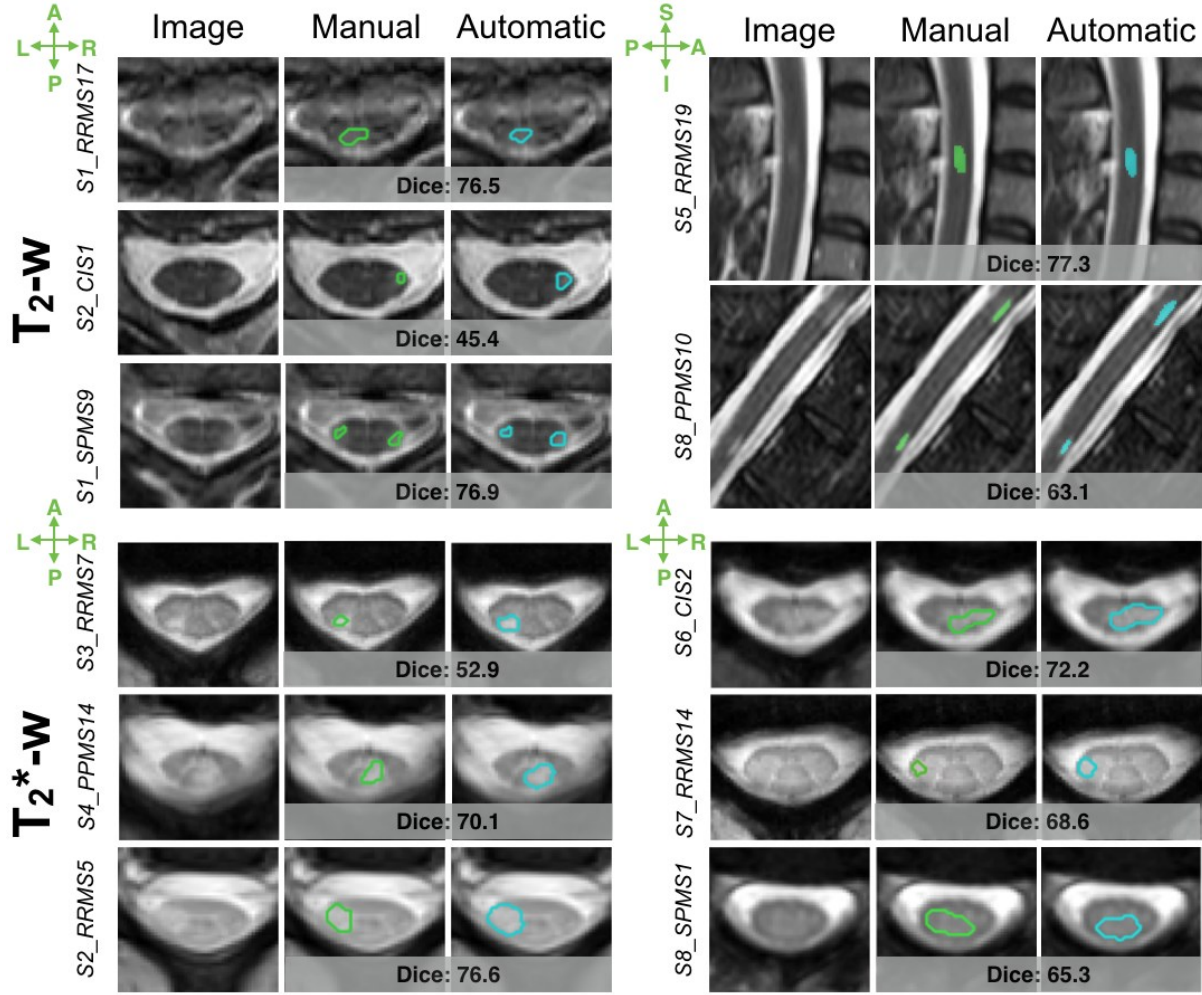 A
L R
P
Image Manual Automatic
S
P A
I
Image Manual Automatic
T2-w
S1_RRMS17
Dice: 76.5
S2_CIS1
Dice: 45.4
S1_SPMS9
Dice: 76.9
S5_RRMS19
Dice: 77.3
S8_PPMS10
Dice: 63.1
A
L R
P
A
L R
P
T2*-w
S3_RRMS7
Dice: 52.9
S4_PPMS14
Dice: 70.1
S2_RRMS5
Dice: 76.6
S6_CIS2
Dice: 72.2
S7_RRMS14
Dice: 68.6
S8_SPMS1
Dice: 65.3